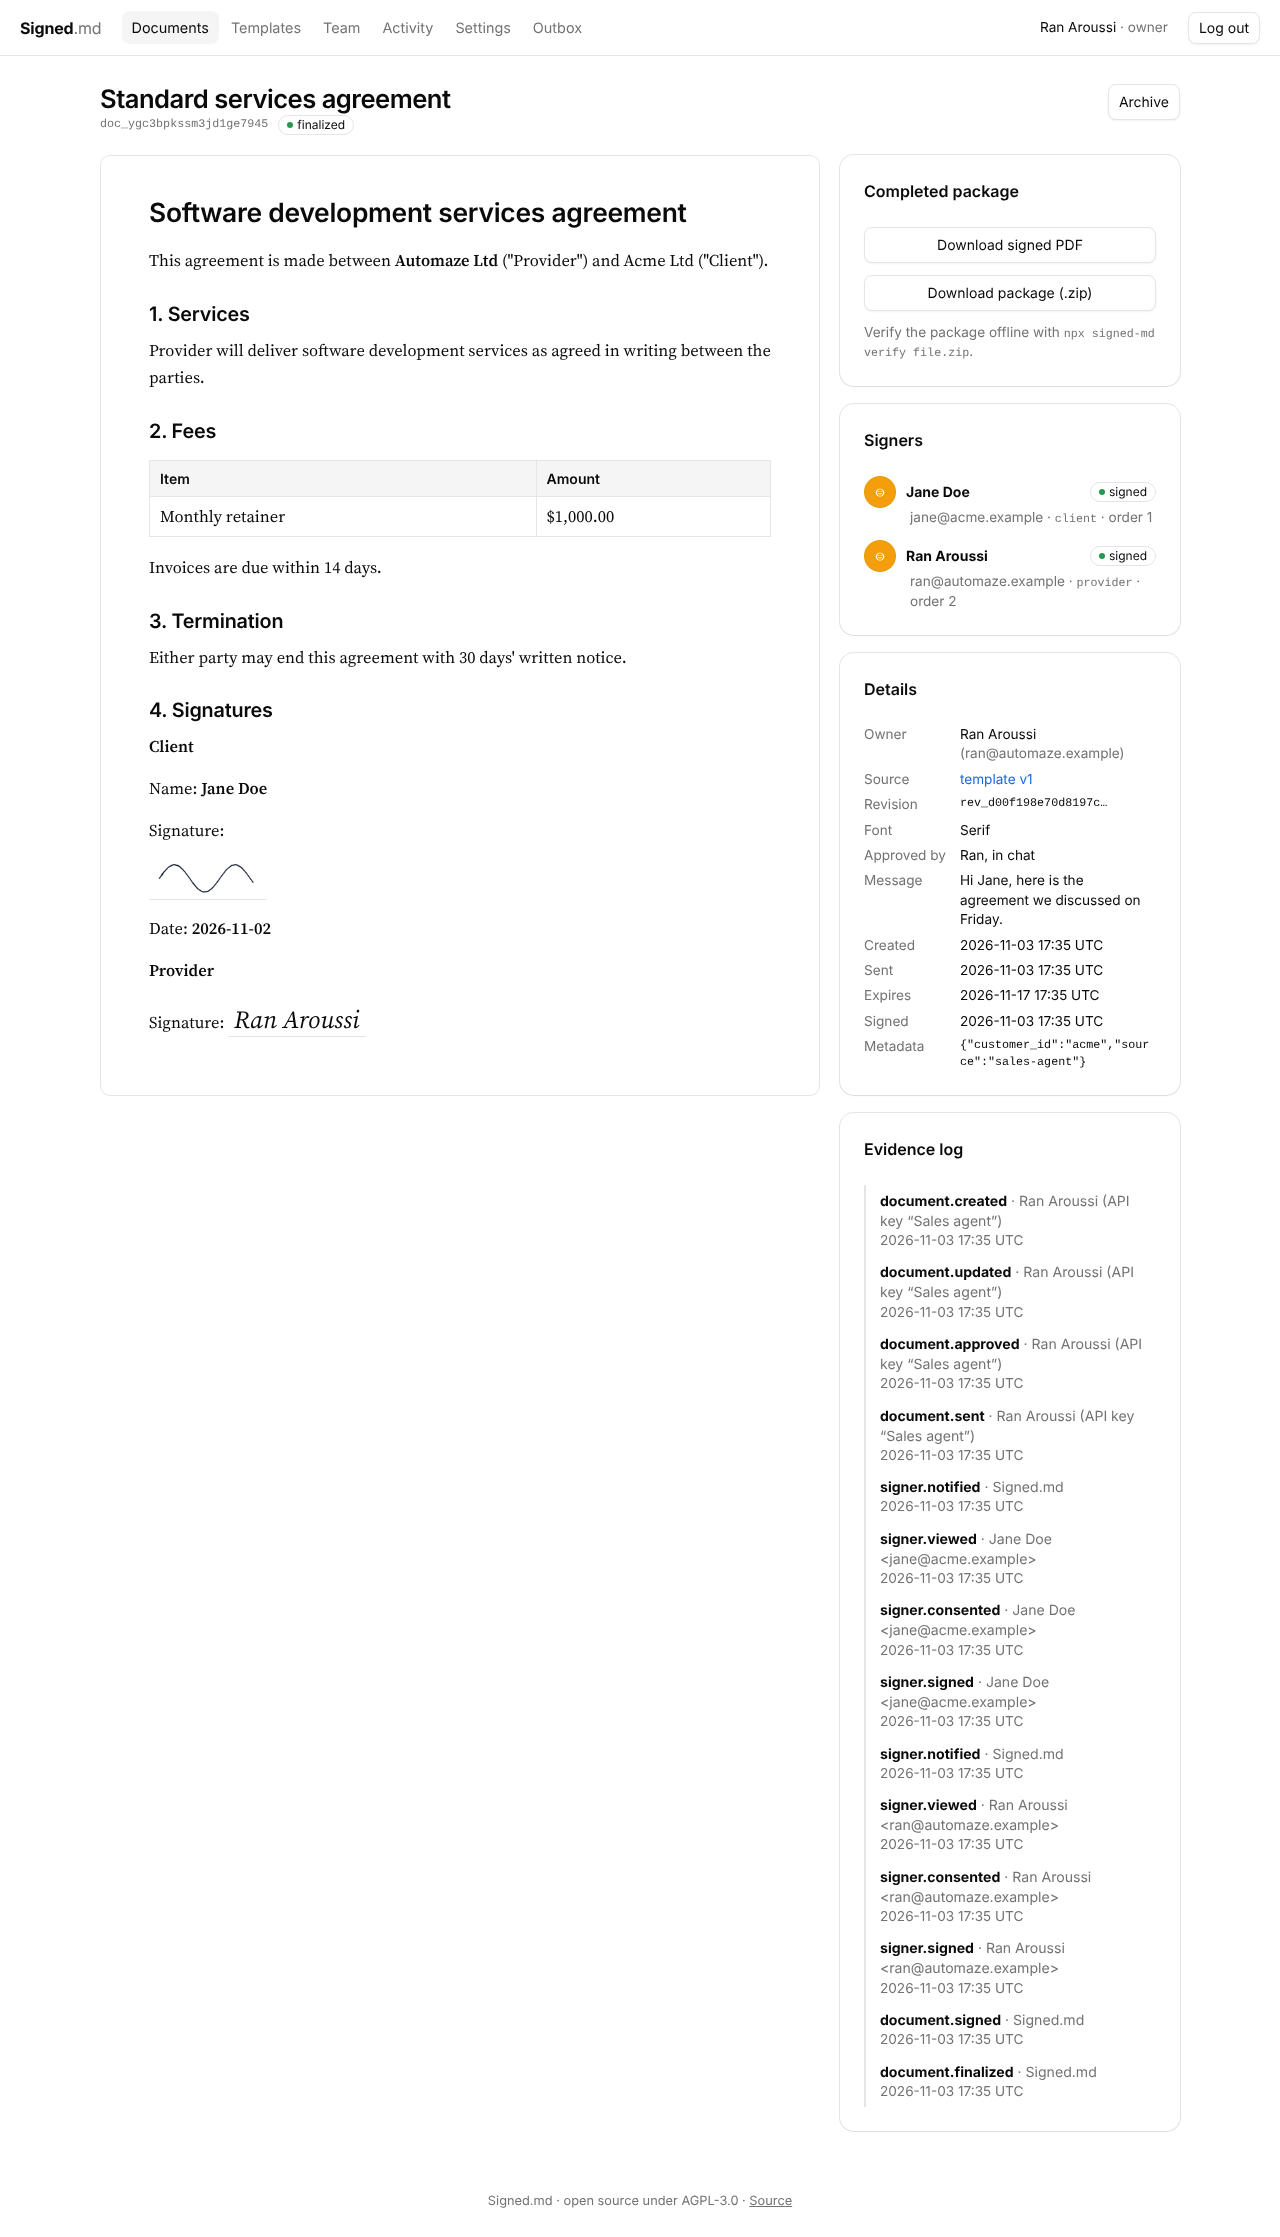 Signed.md Documents Templates Team Activity Settings Outbox Ran Aroussi · owner Log out
Standard services agreement
doc_ygc3bpkssm3jd1ge7945 finalized
Archive
Software development services agreement
This agreement is made between Automaze Ltd ("Provider") and Acme Ltd ("Client").
1. Services
Provider will deliver software development services as agreed in writing between the
parties.
2. Fees
Item Amount
Monthly retainer $1,000.00
Invoices are due within 14 days.
3. Termination
Either party may end this agreement with 30 days' written notice.
4. Signatures
Client
Name: Jane Doe
Signature:
Date: 2026-11-02
Provider
Signature: Ran Aroussi
Completed package
Download signed PDF
Download package (.zip)
Verify the package offline with npx signed-md
verify file.zip.
Signers
Jane Doe signed
jane@acme.example · client · order 1
Ran Aroussi signed
ran@automaze.example · provider ·
order 2
Details
Owner Ran Aroussi
(ran@automaze.example)
Source template v1
Revision rev_d00f198e70d8197c…
Font Serif
Approved by Ran, in chat
Message Hi Jane, here is the
agreement we discussed on
Friday.
Created 2026-11-03 17:35 UTC
Sent 2026-11-03 17:35 UTC
Expires 2026-11-17 17:35 UTC
Signed 2026-11-03 17:35 UTC
Metadata {"customer_id":"acme","sour
ce":"sales-agent"}
Evidence log
document.created · Ran Aroussi (API
key “Sales agent”)
2026-11-03 17:35 UTC
document.updated · Ran Aroussi (API
key “Sales agent”)
2026-11-03 17:35 UTC
document.approved · Ran Aroussi (API
key “Sales agent”)
2026-11-03 17:35 UTC
document.sent · Ran Aroussi (API key
“Sales agent”)
2026-11-03 17:35 UTC
signer.notified · Signed.md
2026-11-03 17:35 UTC
signer.viewed · Jane Doe
<jane@acme.example>
2026-11-03 17:35 UTC
signer.consented · Jane Doe
<jane@acme.example>
2026-11-03 17:35 UTC
signer.signed · Jane Doe
<jane@acme.example>
2026-11-03 17:35 UTC
signer.notified · Signed.md
2026-11-03 17:35 UTC
signer.viewed · Ran Aroussi
<ran@automaze.example>
2026-11-03 17:35 UTC
signer.consented · Ran Aroussi
<ran@automaze.example>
2026-11-03 17:35 UTC
signer.signed · Ran Aroussi
<ran@automaze.example>
2026-11-03 17:35 UTC
document.signed · Signed.md
2026-11-03 17:35 UTC
document.finalized · Signed.md
2026-11-03 17:35 UTC
Signed.md · open source under AGPL-3.0 · Source